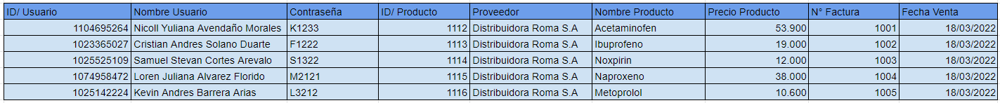 ID/ Usuario Nombre Usuario Contraseña ID/ Producto Proveedor Nombre Producto Precio Producto N° Factura Fecha Venta
1104695264 Nicoll Yuliana Avendaño Morales K1233 1112 Distribuidora Roma S.A Acetaminofen 53.900 1001 18/03/2022
1023365027 Cristian Andres Solano Duarte F1222 1113 Distribuidora Roma S.A Ibuprofeno 19.000 1002 18/03/2022
1025525109 Samuel Stevan Cortes Arevalo S1322 1114 Distribuidora Roma S.A Noxpirin 12.000 1003 18/03/2022
1074958472 Loren Juliana Alvarez Florido M2121 1115 Distribuidora Roma S.A Naproxeno 38.000 1004 18/03/2022
1025142224 Kevin Andres Barrera Arias L3212 1116 Distribuidora Roma S.A Metoprolol 10.600 1005 18/03/2022